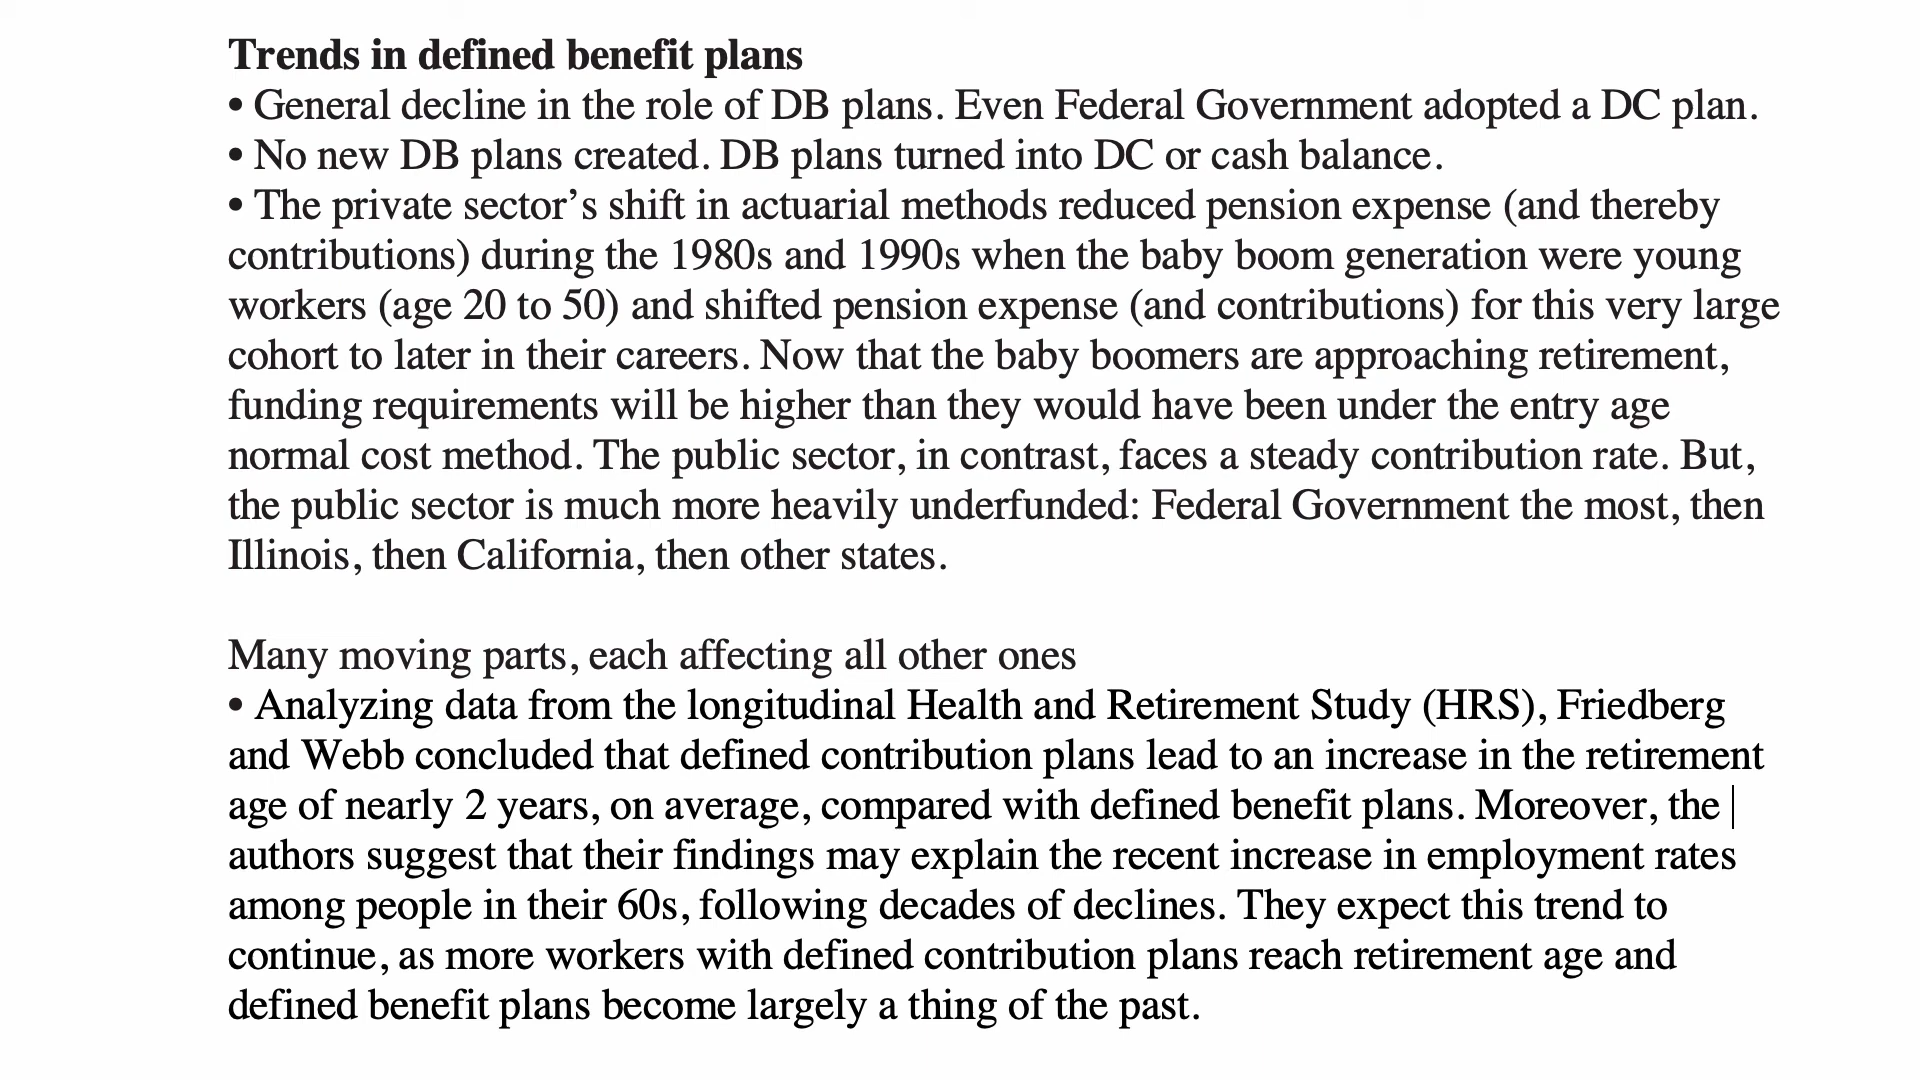 Trends in defined benefit plans
• General decline in the role of DB plans. Even Federal Government adopted a DC plan.
• No new DB plans created. DB plans turned into DC or cash balance.
• The private sector’s shift in actuarial methods reduced pension expense (and thereby
contributions) during the 1980s and 1990s when the baby boom generation were young
workers (age 20 to 50) and shifted pension expense (and contributions) for this very large
cohort to later in their careers. Now that the baby boomers are approaching retirement,
funding requirements will be higher than they would have been under the entry age
normal cost method. The public sector, in contrast, faces a steady contribution rate. But,
the public sector is much more heavily underfunded: Federal Government the most, then
Illinois, then California, then other states.
Many moving parts, each affecting all other ones
• Analyzing data from the longitudinal Health and Retirement Study (HRS), Friedberg
and Webb concluded that defined contribution plans lead to an increase in the retirement
age of nearly 2 years, on average, compared with defined benefit plans. Moreover, the
authors suggest that their findings may explain the recent increase in employment rates
among people in their 60s, following decades of declines. They expect this trend to
continue, as more workers with defined contribution plans reach retirement age and
defined benefit plans become largely a thing of the past.